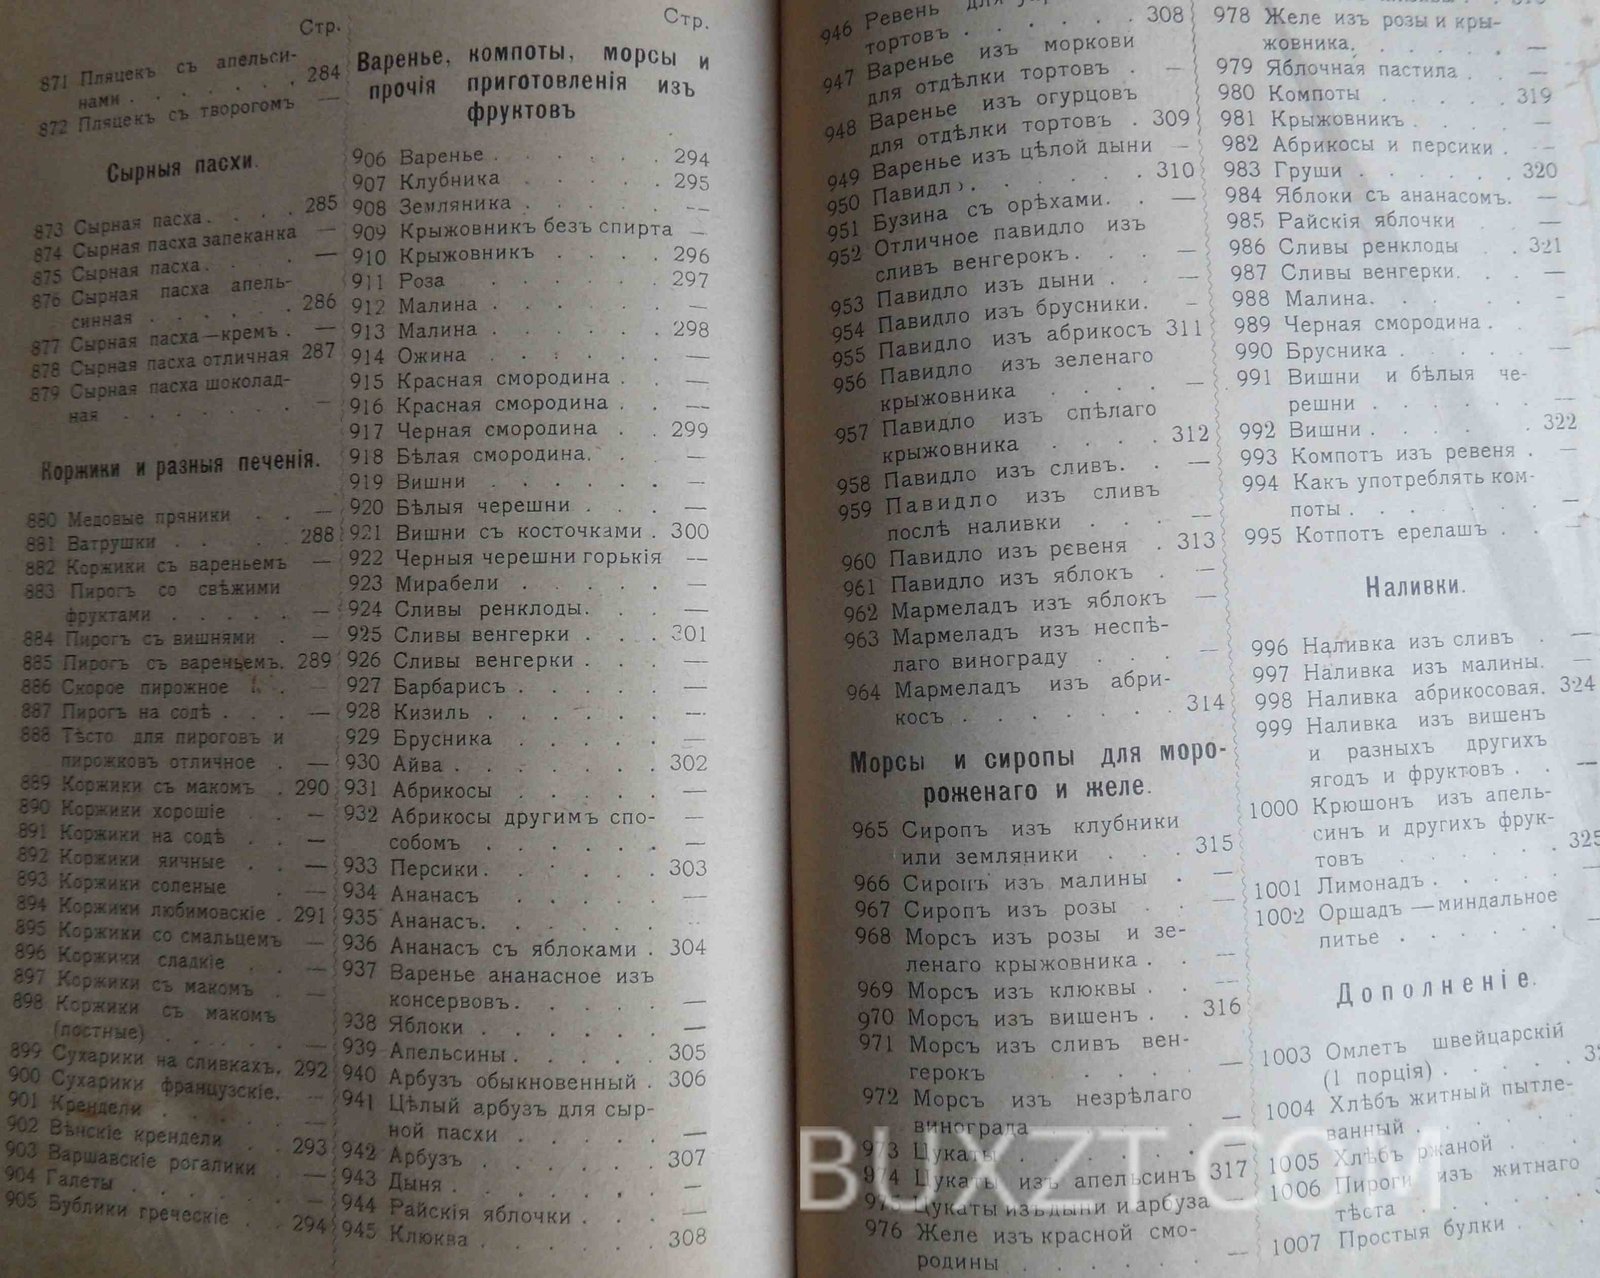 Стр.
871 Пляцекъ съ апельси-
нами . . . . . . . 284
872 Пляцекъ съ творогомъ —
Сырныя пасхи.
873 Сырная пасха . . . . 285
874 Сырная пасха запеканка —
875 Сырная пасха . . . . —
876 Сырная пасха апель-
синная . . . . . . 286
877 Сырная пасха—кремъ . —
878 Сырная пасха отличная 287
879 Сырная пасха шоколад-
ная . . . . . . . —
Коржики и разныя печенія.
880 Медовые пряники . . —
881 Ватрушки . . . . . 288
882 Коржики съ вареньемъ —
883 Пирогъ со свѣжими
фруктами . . . . . —
884 Пирогъ съ вишнями . —
885 Пирогъ съ вареньемъ. 289
886 Скорое пирожное . . —
887 Пирогъ на содѣ . . . —
888 Тѣсто для пироговъ и
пирожковъ отличное . —
889 Коржики съ макомъ . 290
890 Коржики хорошіе . . —
891 Коржики на содѣ . . —
892 Коржики яичные . . —
893 Коржики соленые . . —
894 Коржики любимовскіе . 291
895 Коржики со смальцемъ —
896 Коржики сладкіе . . —
897 Коржики съ макомъ . —
898 Коржики съ макомъ
(постные) . . . . . —
899 Сухарики на сливкахъ. 292
900 Сухарики французскіе. —
901 Крендели . . . . . —
902 Вѣнскіе крендели . . 293
903 Варшавскіе рогалики —
904 Галеты . . . . . . —
905 Бублики греческіе . . 294
Стр.
Варенье, компоты, морсы и
прочія приготовленія изъ
фруктовъ
906 Варенье . . . . . . 294
907 Клубника . . . . . 295
908 Земляника . . . . . —
909 Крыжовникъ безъ спирта —
910 Крыжовникъ . . . . 296
911 Роза . . . . . . 297
912 Малина . . . . . . —
913 Малина . . . . . . 298
914 Ожина . . . . . . —
915 Красная смородина . . —
916 Красная смородина . . —
917 Черная смородина . . 299
918 Бѣлая смородина. . . —
919 Вишни . . . . . . —
920 Бѣлыя черешни . . . —
921 Вишни съ косточками . 300
922 Черныя черешни горькія —
923 Мирабели . . . . . —
924 Сливы ренклоды. . . —
925 Сливы венгерки . . . 301
926 Сливы венгерки . . . —
927 Барбарисъ . . . . . —
928 Кизиль . . . . . . —
929 Брусника . . . . . —
930 Айва . . . . . . . 302
931 Абрикосы . . . . . —
932 Абрикосы другимъ спо- —
собомъ . . . . . . —
933 Персики. . . . . . 303
934 Ананасъ . . . . . —
935 Ананасъ. . . . . . —
936 Ананасъ съ яблоками . 304
937 Варенье ананасное изъ
консервовъ. . . . . —
938 Яблоки . . . . . . —
939 Апельсины . . . . . 305
940 Арбузъ обыкновенный . 306
941 Цѣлый арбузъ для сыр-
ной пасхи . . . . . —
942 Арбузъ . . . . . . 307
943 Дыня . . . . . . . —
944 Райскія яблочки . . . —
945 Клюква . . . . . . 308
946 Ревень для
тортовъ . . . . . . 308
947 Варенье изъ моркови
для отдѣлки тортовъ . —
948 Варенье изъ огурцовъ
для отдѣлки тортовъ . 309
949 Варенье изъ цѣлой дыни —
950 Павидло . . . . . . 310
951 Бузина съ орѣхами. . —
952 Отличное павидло изъ
сливъ венгерокъ. . . —
953 Павидло изъ дыни . . —
954 Павидло изъ брусники. —
955 Павидло изъ абрикосъ 311
956 Павидло изъ зеленаго
крыжовника . . . . —
957 Павидло изъ спѣлаго
крыжовника . . . . 312
958 Павидло изъ сливъ. . —
959 Павидло изъ сливъ
послѣ наливки . . . —
960 Павидло изъ ревеня . 313
961 Павидло изъ яблокъ . —
962 Мармеладъ изъ яблокъ —
963 Мармеладъ изъ неспѣ-
лаго винограду . . . —
964 Мармеладъ изъ абри-
косъ . . . . . . . 314
Морсы и сиропы для моро-
роженаго и желе.
965 Сиропъ изъ клубники
или земляники . . . 315
966 Сиропъ изъ малины . —
967 Сиропъ изъ розы . . —
968 Морсъ изъ розы и зе-
ленаго крыжовника . . —
969 Морсъ изъ клюквы . . —
970 Морсъ изъ вишенъ . . 316
971 Морсъ изъ сливъ вен-
герокъ . . . . . . —
972 Морсъ изъ незрѣлаго
винограда . . . . . —
973 Цукаты . . . . . . —
974 Цукаты изъ апельсинъ 317
975 Цукаты изъ дыни и арбуза —
976 Желе изъ красной смо-
родины . . . . . . —
978 Желе изъ розы и кры-
жовника. . . . . . —
979 Яблочная пастила . . —
980 Компоты . . . . . 319
981 Крыжовникъ . . . . —
982 Абрикосы и персики . —
983 Груши . . . . . . 320
984 Яблоки съ ананасомъ. —
985 Райскія яблочки . . —
986 Сливы ренклоды . . 321
987 Сливы венгерки. . . —
988 Малина. . . . . . —
989 Черная смородина . . —
990 Брусника . . . . . —
991 Вишни и бѣлыя че-
решни . . . . . . —
992 Вишни . . . . . . 322
993 Компотъ изъ ревеня . —
994 Какъ употреблять ком-
поты . . . . . . . —
995 Котпотъ ерелашъ . . —
Наливки.
996 Наливка изъ сливъ . —
997 Наливка изъ малины. —
998 Наливка абрикосовая. 324
999 Наливка изъ вишенъ
и разныхъ другихъ
ягодъ и фруктовъ . . —
1000 Крюшонъ изъ апель-
синъ и другихъ фрук-
товъ . . . . . . 325
1001 Лимонадъ . . . . . —
1002 Оршадъ—миндальное
питье . . . . . .
Дополненіе.
1003 Омлетъ швейцарскій
(1 порція) . . . . .
1004 Хлѣбъ житный пытле-
ванный . . . . . .
1005 Хлѣбъ ржаной . . .
1006 Пироги изъ житнаго
тѣста . . . . . .
1007 Простыя булки . . .
BUXZT.COM